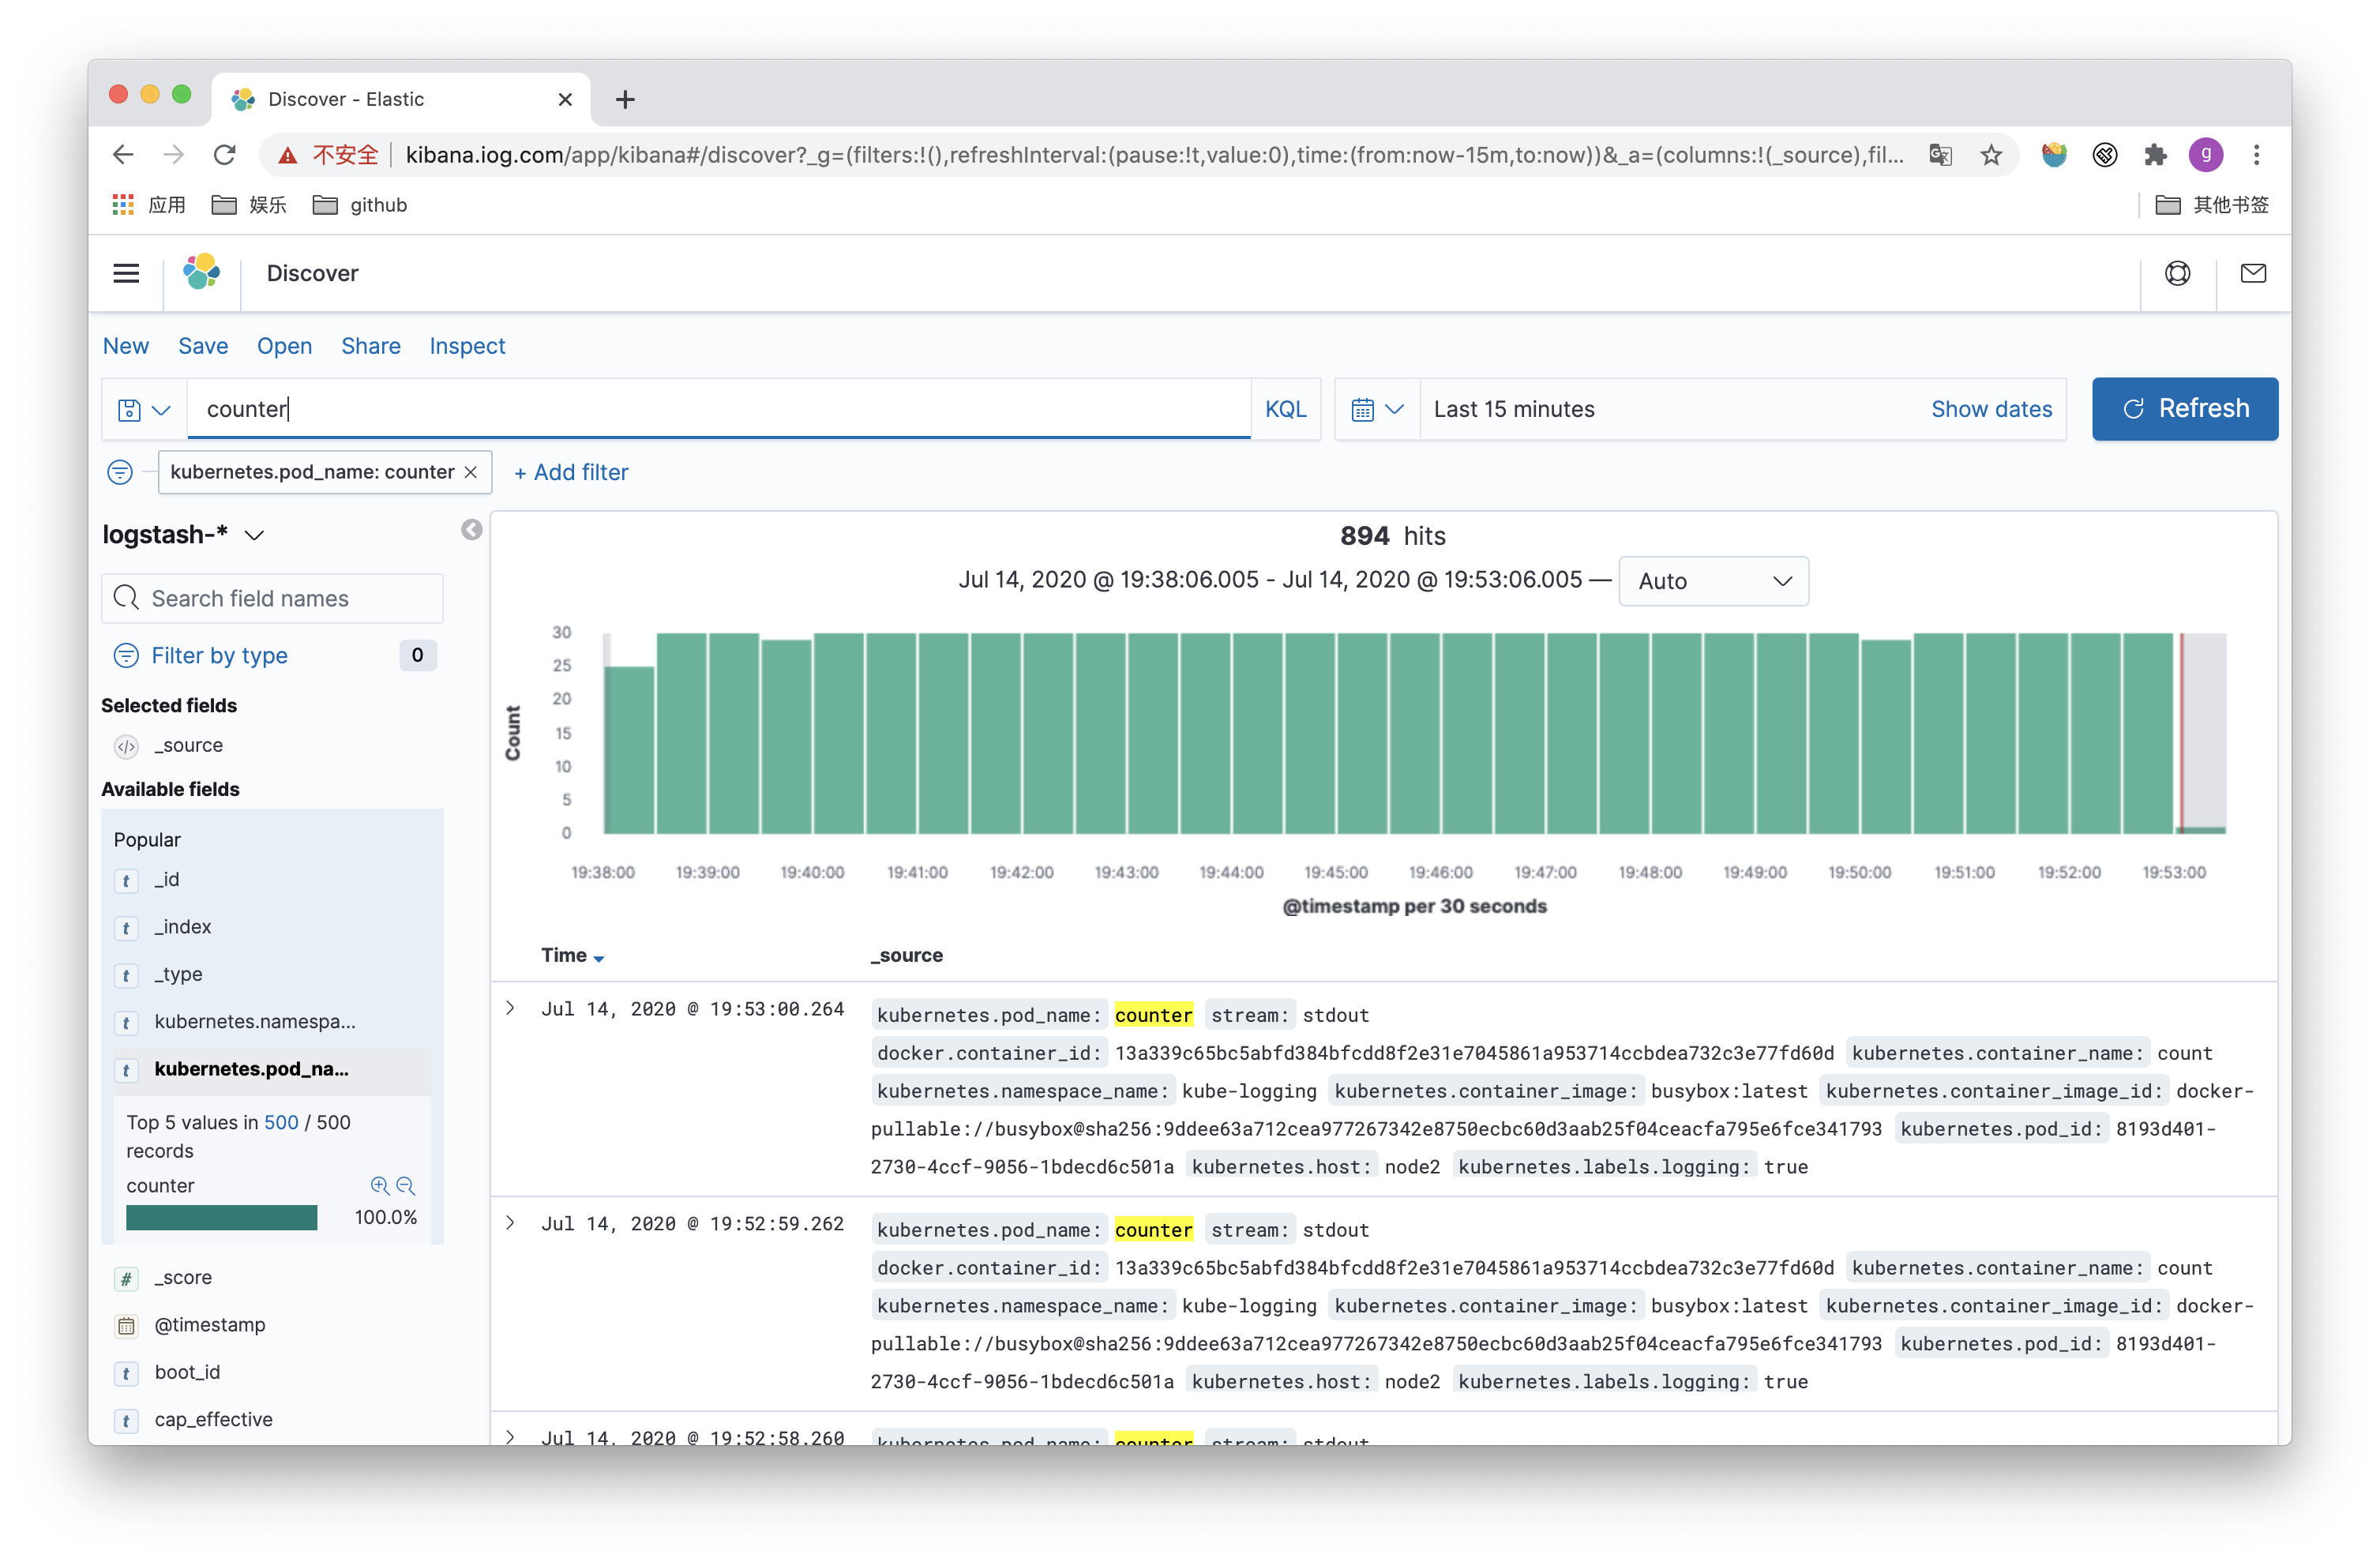 Discover - Elastic
不安全 kibana.iog.com/app/kibana#/discover?_g=(filters:!(),refreshInterval:(pause:!t,value:0),time:(from:now-15m,to:now))&_a=(columns:!(_source),fil... g
应用 娱乐 github 其他书签
Discover
New Save Open Share Inspect
counter KQL Last 15 minutes Show dates Refresh
kubernetes.pod_name: counter + Add filter
logstash-*
Search field names
Filter by type 0
Selected fields
_source
Available fields
Popular
t _id
t _index
t _type
t kubernetes.namespa...
t kubernetes.pod_na...
Top 5 values in 500 / 500
records
counter
100.0%
# _score
@timestamp
t boot_id
t cap_effective
894 hits
Jul 14, 2020 @ 19:38:06.005 - Jul 14, 2020 @ 19:53:06.005 — Auto
Count
30
25
20
15
10
5
0
19:38:00 19:39:00 19:40:00 19:41:00 19:42:00 19:43:00 19:44:00 19:45:00 19:46:00 19:47:00 19:48:00 19:49:00 19:50:00 19:51:00 19:52:00 19:53:00
@timestamp per 30 seconds
Time _source
Jul 14, 2020 @ 19:53:00.264 kubernetes.pod_name: counter stream: stdout
docker.container_id: 13a339c65bc5abfd384bfcdd8f2e31e7045861a953714ccbdea732c3e77fd60d kubernetes.container_name: count
kubernetes.namespace_name: kube-logging kubernetes.container_image: busybox:latest kubernetes.container_image_id: docker-
pullable://busybox@sha256:9ddee63a712cea977267342e8750ecbc60d3aab25f04ceacfa795e6fce341793 kubernetes.pod_id: 8193d401-
2730-4ccf-9056-1bdecd6c501a kubernetes.host: node2 kubernetes.labels.logging: true
Jul 14, 2020 @ 19:52:59.262 kubernetes.pod_name: counter stream: stdout
docker.container_id: 13a339c65bc5abfd384bfcdd8f2e31e7045861a953714ccbdea732c3e77fd60d kubernetes.container_name: count
kubernetes.namespace_name: kube-logging kubernetes.container_image: busybox:latest kubernetes.container_image_id: docker-
pullable://busybox@sha256:9ddee63a712cea977267342e8750ecbc60d3aab25f04ceacfa795e6fce341793 kubernetes.pod_id: 8193d401-
2730-4ccf-9056-1bdecd6c501a kubernetes.host: node2 kubernetes.labels.logging: true
Jul 14, 2020 @ 19:52:58.260 kubernetes.pod_name: counter stream: stdout